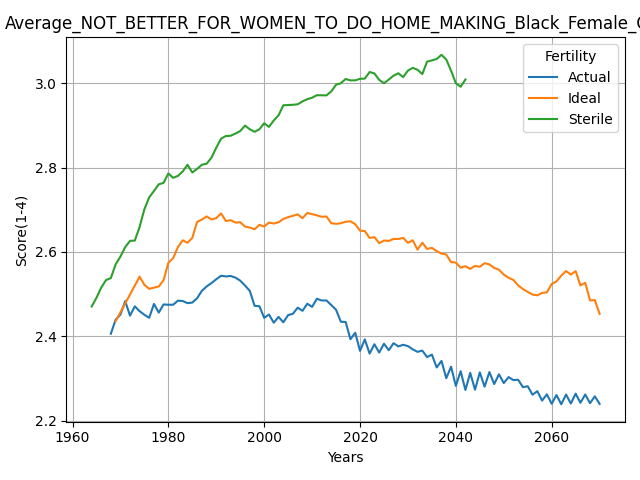 Average_NOT_BETTER_FOR_WOMEN_TO_DO_HOME_MAKING_Black_Female_
Fertility
Actual
Ideal
Sterile
Score(1-4)
3.0
2.8
2.6
2.4
2.2
1960 1980 2000 2020 2040 2060
Years